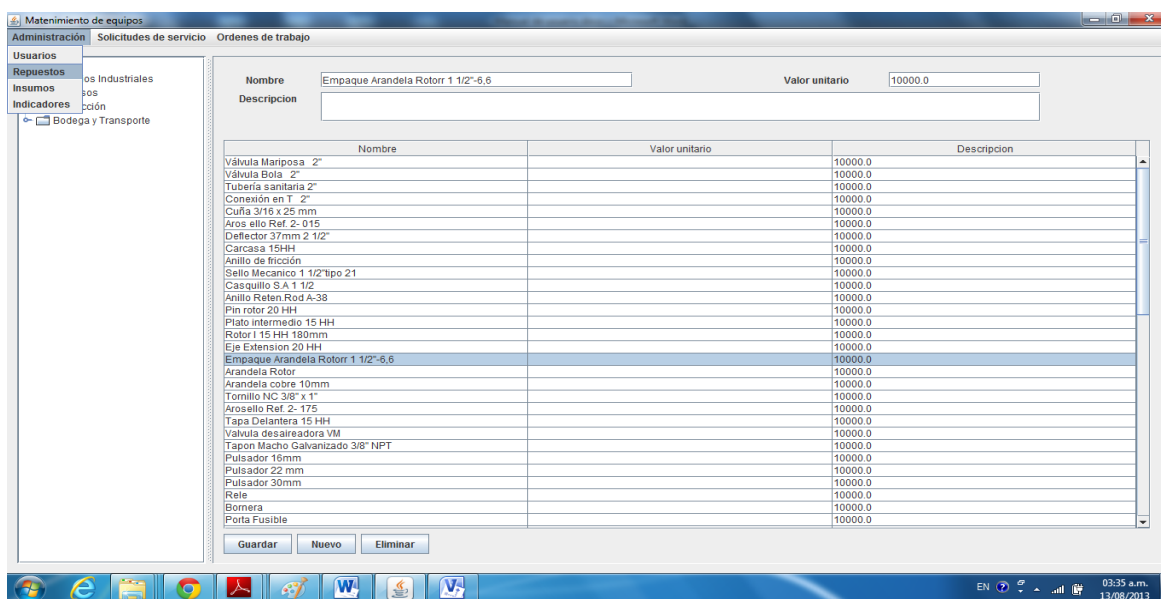 Matenimiento de equipos
Administración Solicitudes de servicio Ordenes de trabajo
Usuarios
Repuestos
Insumos
Indicadores
os Industriales
sos
cción
Bodega y Transporte
Nombre Empaque Arandela Rotorr 1 1/2"-6,6 Valor unitario 10000.0
Descripcion
Nombre Valor unitario Descripcion
Válvula Mariposa 2" 10000.0
Válvula Bola 2" 10000.0
Tubería sanitaria 2" 10000.0
Conexión en T 2" 10000.0
Cuña 3/16 x 25 mm 10000.0
Aros ello Ref. 2- 015 10000.0
Deflector 37mm 2 1/2" 10000.0
Carcasa 15HH 10000.0
Anillo de fricción 10000.0
Sello Mecanico 1 1/2"tipo 21 10000.0
Casquillo S.A 1 1/2 10000.0
Anillo Reten.Rod A-38 10000.0
Pin rotor 20 HH 10000.0
Plato intermedio 15 HH 10000.0
Rotor I 15 HH 180mm 10000.0
Eje Extension 20 HH 10000.0
Empaque Arandela Rotorr 1 1/2"-6,6 10000.0
Arandela Rotor 10000.0
Arandela cobre 10mm 10000.0
Tornillo NC 3/8" x 1" 10000.0
Arosello Ref. 2- 175 10000.0
Tapa Delantera 15 HH 10000.0
Valvula desaireadora VM 10000.0
Tapon Macho Galvanizado 3/8" NPT 10000.0
Pulsador 16mm 10000.0
Pulsador 22 mm 10000.0
Pulsador 30mm 10000.0
Rele 10000.0
Bornera 10000.0
Porta Fusible 10000.0
Guardar Nuevo Eliminar
EN 03:35 a.m.
13/08/2013